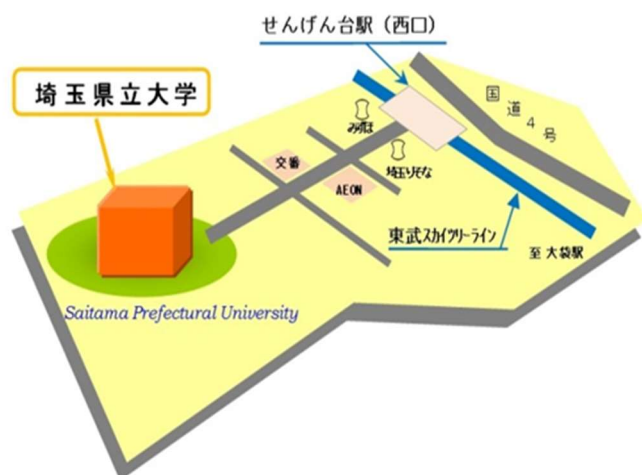 せんげん台駅（西口）
埼玉県立大学
国道4号
みずほ
交番
埼玉りそな
AEON
東武スカイツリーライン
至 大袋駅
Saitama Prefectural University